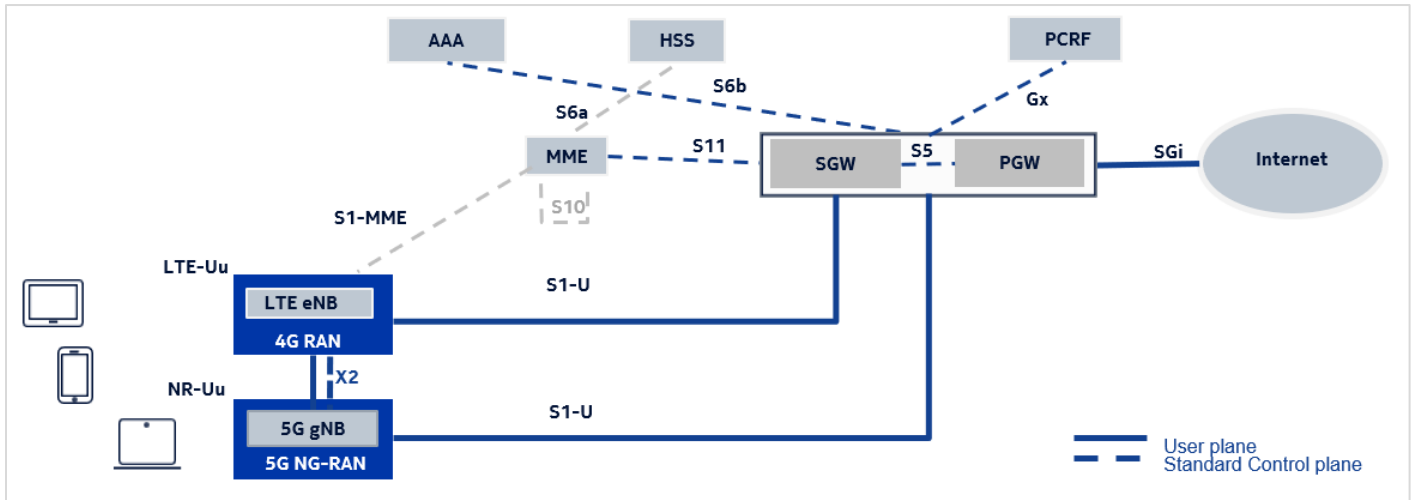 AAA
HSS
PCRF
S6b
Gx
S6a
MME
S11
SGW
S5
PGW
SGi
Internet
S10
S1-MME
LTE-Uu
S1-U
LTE eNB
4G RAN
X2
NR-Uu
S1-U
5G gNB
5G NG-RAN
User plane
Standard Control plane